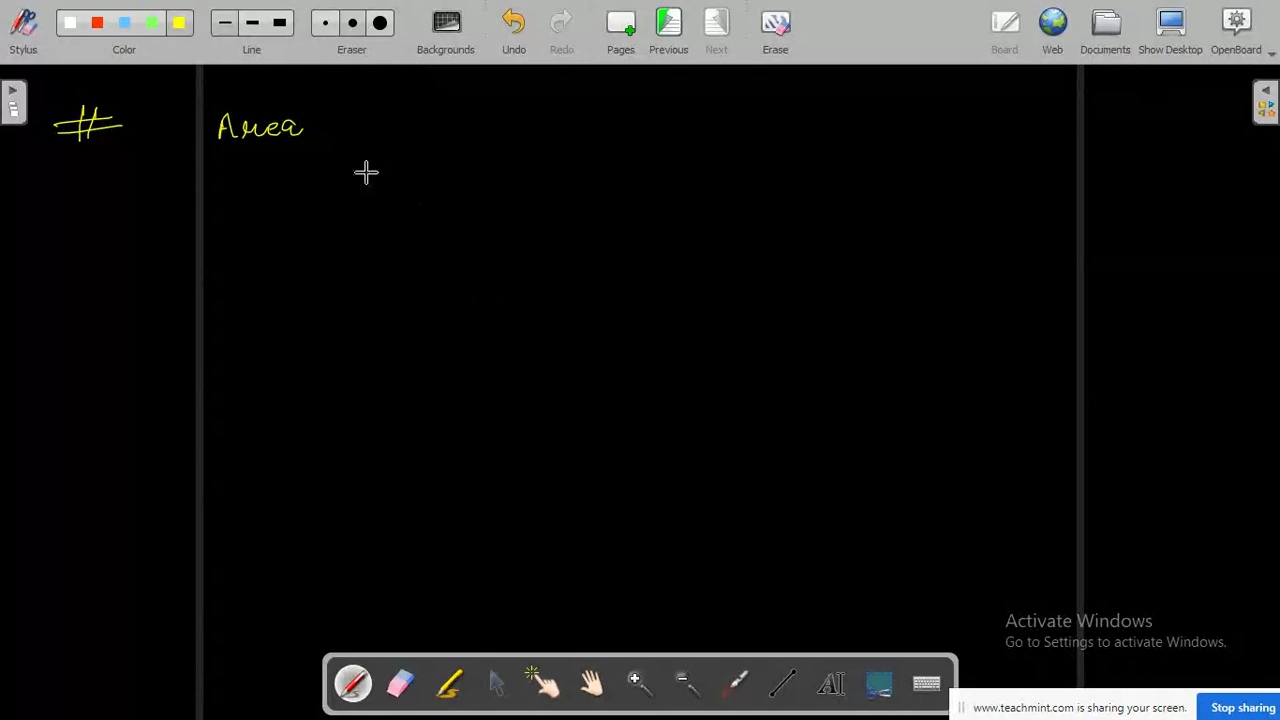 Stylus
Color
Line
Eraser
Backgrounds
Undo
Redo
Pages
Previous
Next
Erase
Board
Web
Documents
Show Desktop
OpenBoard
# Area
Activate Windows
Go to Settings to activate Windows.
AI
www.teachmint.com is sharing your screen.
Stop sharing